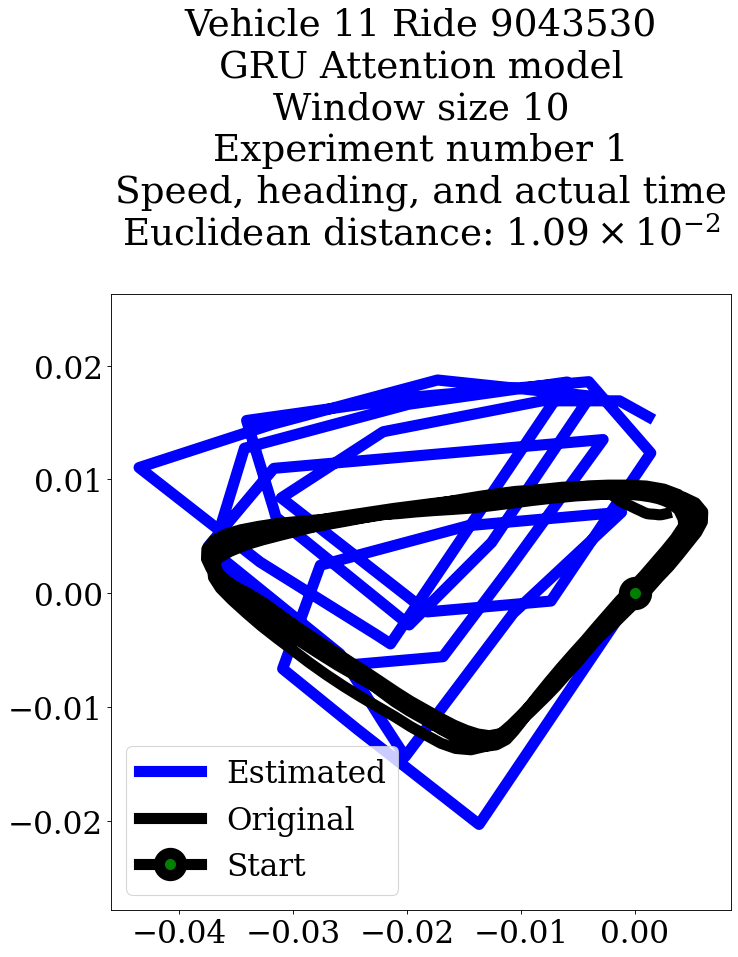 Vehicle 11 Ride 9043530
GRU Attention model
Window size 10
Experiment number 1
Speed, heading, and actual time
Euclidean distance: 1.09 × 10⁻²
0.02
0.01
0.00
−0.01
−0.02
Estimated
Original
Start
−0.04 −0.03 −0.02 −0.01 0.00